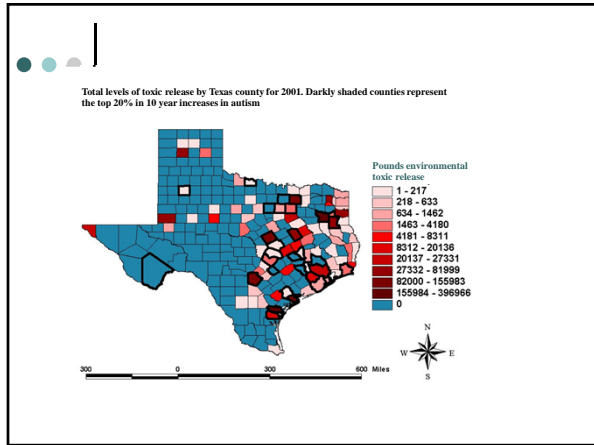 Total levels of toxic release by Texas county for 2001. Darkly shaded counties represent
the top 20% in 10 year increases in autism
Pounds environmental
toxic release
1 - 217
218 - 633
634 - 1462
1463 - 4180
4181 - 8311
8312 - 20136
20137 - 27331
27332 - 81999
82000 - 155983
155984 - 396966
0
N
W E
S
300 0 300 600 Miles